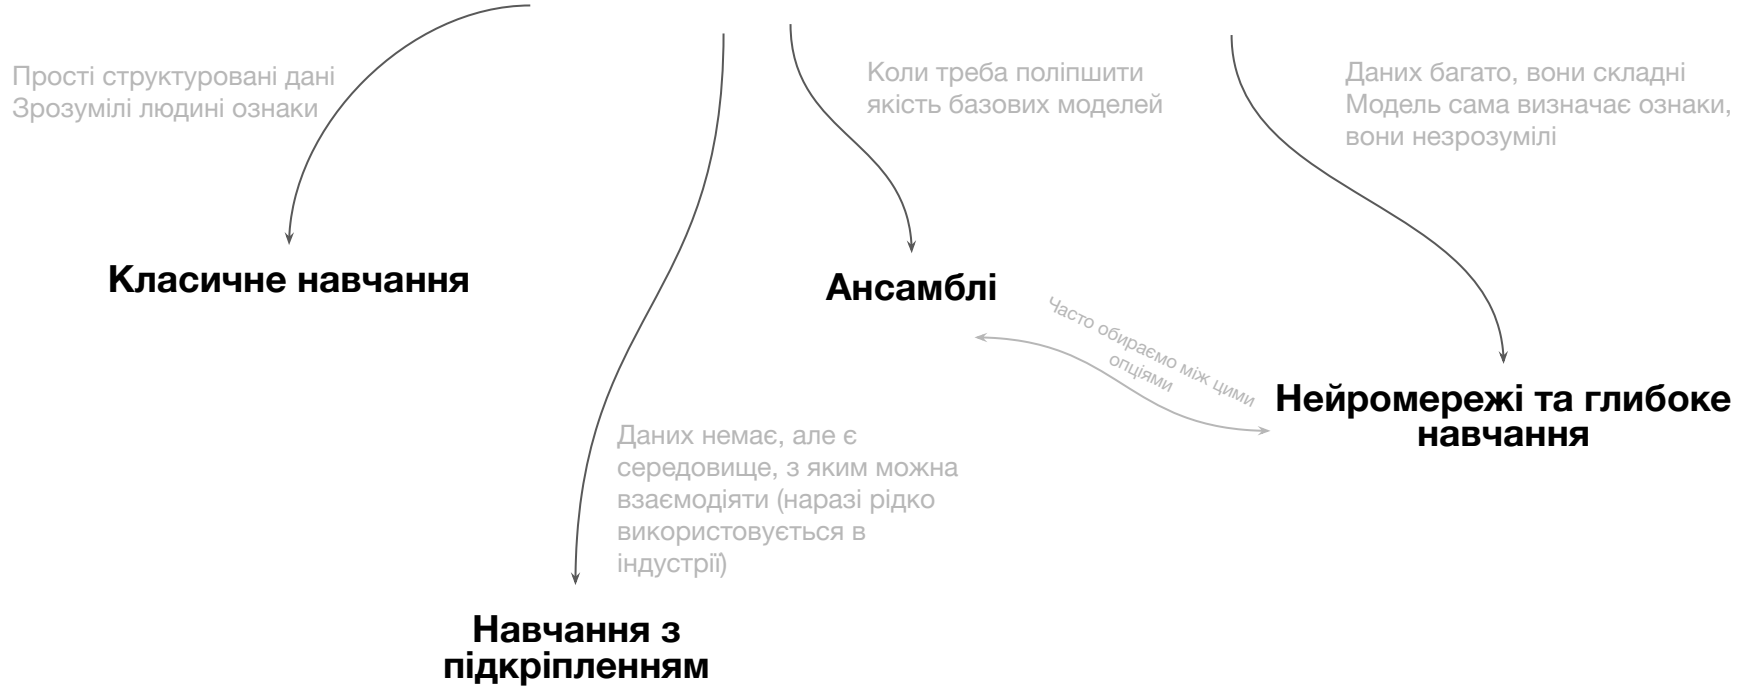 Прості структуровані дані
Зрозумілі людині ознаки
Коли треба поліпшити
якість базових моделей
Даних багато, вони складні
Модель сама визначає ознаки,
вони незрозумілі
Класичне навчання
Ансамблі
Часто обираємо між цими
опціями
Нейромережі та глибоке
навчання
Даних немає, але є
середовище, з яким можна
взаємодіяти (наразі рідко
використовується в
індустрії)
Навчання з
підкріпленням